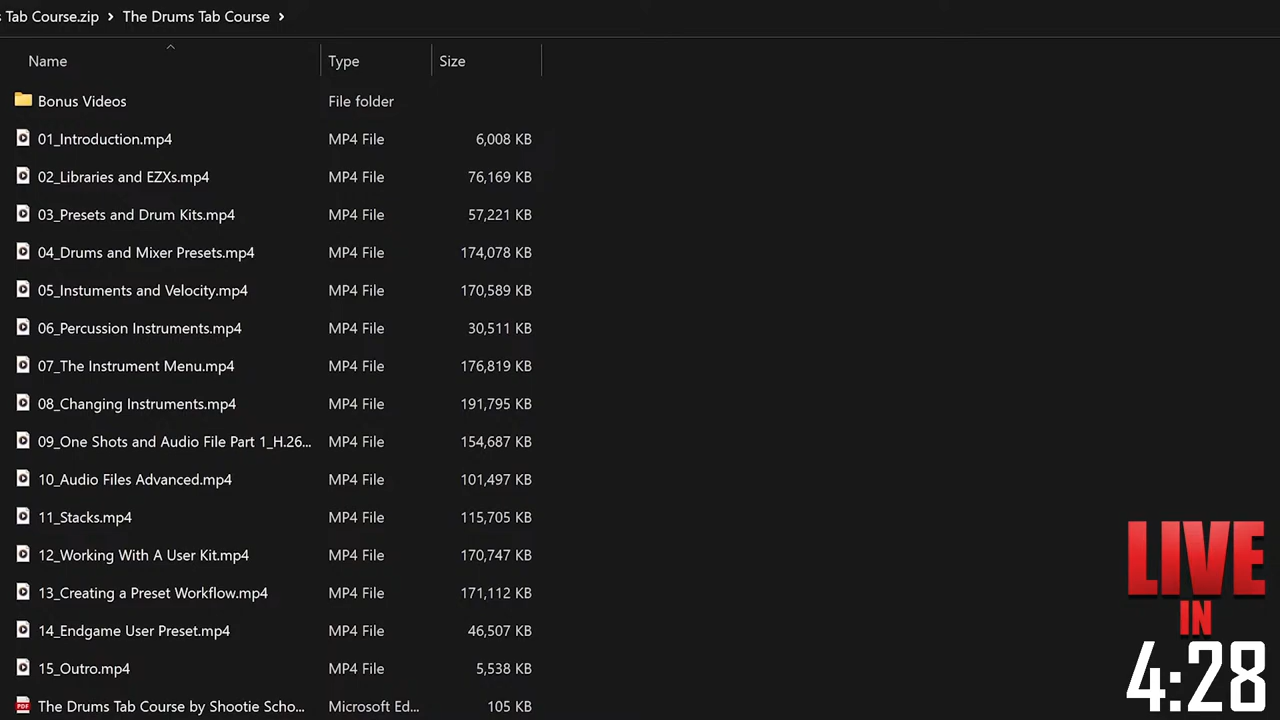 s Tab Course.zip > The Drums Tab Course >
Name Type Size
Bonus Videos File folder
01_Introduction.mp4 MP4 File 6,008 KB
02_Libraries and EZXs.mp4 MP4 File 76,169 KB
03_Presets and Drum Kits.mp4 MP4 File 57,221 KB
04_Drums and Mixer Presets.mp4 MP4 File 174,078 KB
05_Instuments and Velocity.mp4 MP4 File 170,589 KB
06_Percussion Instruments.mp4 MP4 File 30,511 KB
07_The Instrument Menu.mp4 MP4 File 176,819 KB
08_Changing Instruments.mp4 MP4 File 191,795 KB
09_One Shots and Audio File Part 1_H.26... MP4 File 154,687 KB
10_Audio Files Advanced.mp4 MP4 File 101,497 KB
11_Stacks.mp4 MP4 File 115,705 KB
12_Working With A User Kit.mp4 MP4 File 170,747 KB
13_Creating a Preset Workflow.mp4 MP4 File 171,112 KB
14_Endgame User Preset.mp4 MP4 File 46,507 KB
15_Outro.mp4 MP4 File 5,538 KB
PDF The Drums Tab Course by Shootie Scho... Microsoft Ed... 105 KB
LIVE
IN
4:28